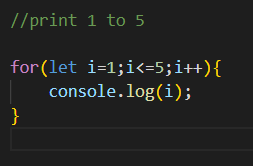 //print 1 to 5
for(let i=1;i<=5;i++){
console.log(i);
}